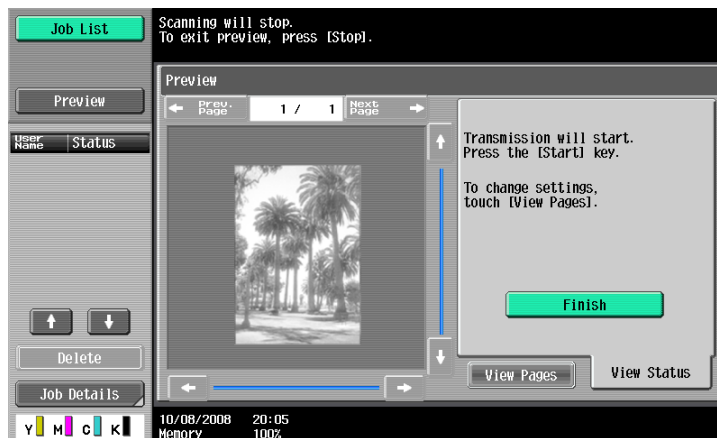 Job List
Scanning will stop.
To exit preview, press [Stop].
Preview
Preview
Prev. Page
1 / 1
Next Page
User Name
Status
Transmission will start.
Press the [Start] key.
To change settings,
touch [View Pages].
Finish
Delete
View Pages
View Status
Job Details
Y M C K
10/08/2008 20:05
Memory 100%